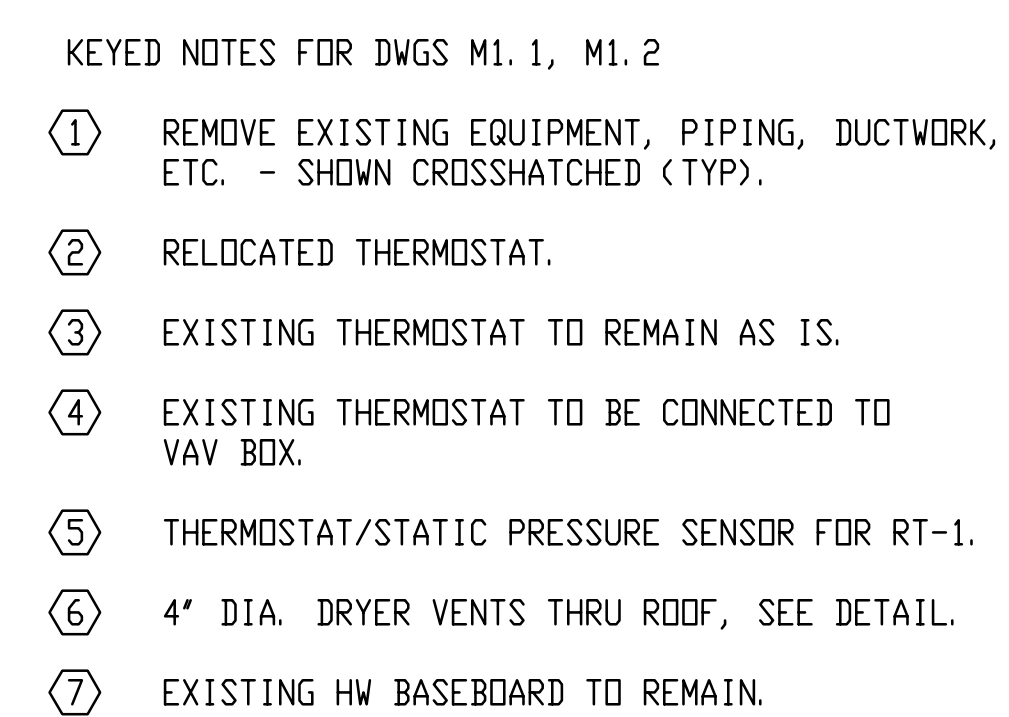 KEYED NOTES FOR DWGS M1.1, M1.2
1 REMOVE EXISTING EQUIPMENT, PIPING, DUCTWORK,
ETC. - SHOWN CROSSHATCHED (TYP).
2 RELOCATED THERMOSTAT.
3 EXISTING THERMOSTAT TO REMAIN AS IS.
4 EXISTING THERMOSTAT TO BE CONNECTED TO
VAV BOX.
5 THERMOSTAT/STATIC PRESSURE SENSOR FOR RT-1.
6 4" DIA. DRYER VENTS THRU ROOF, SEE DETAIL.
7 EXISTING HW BASEBOARD TO REMAIN.